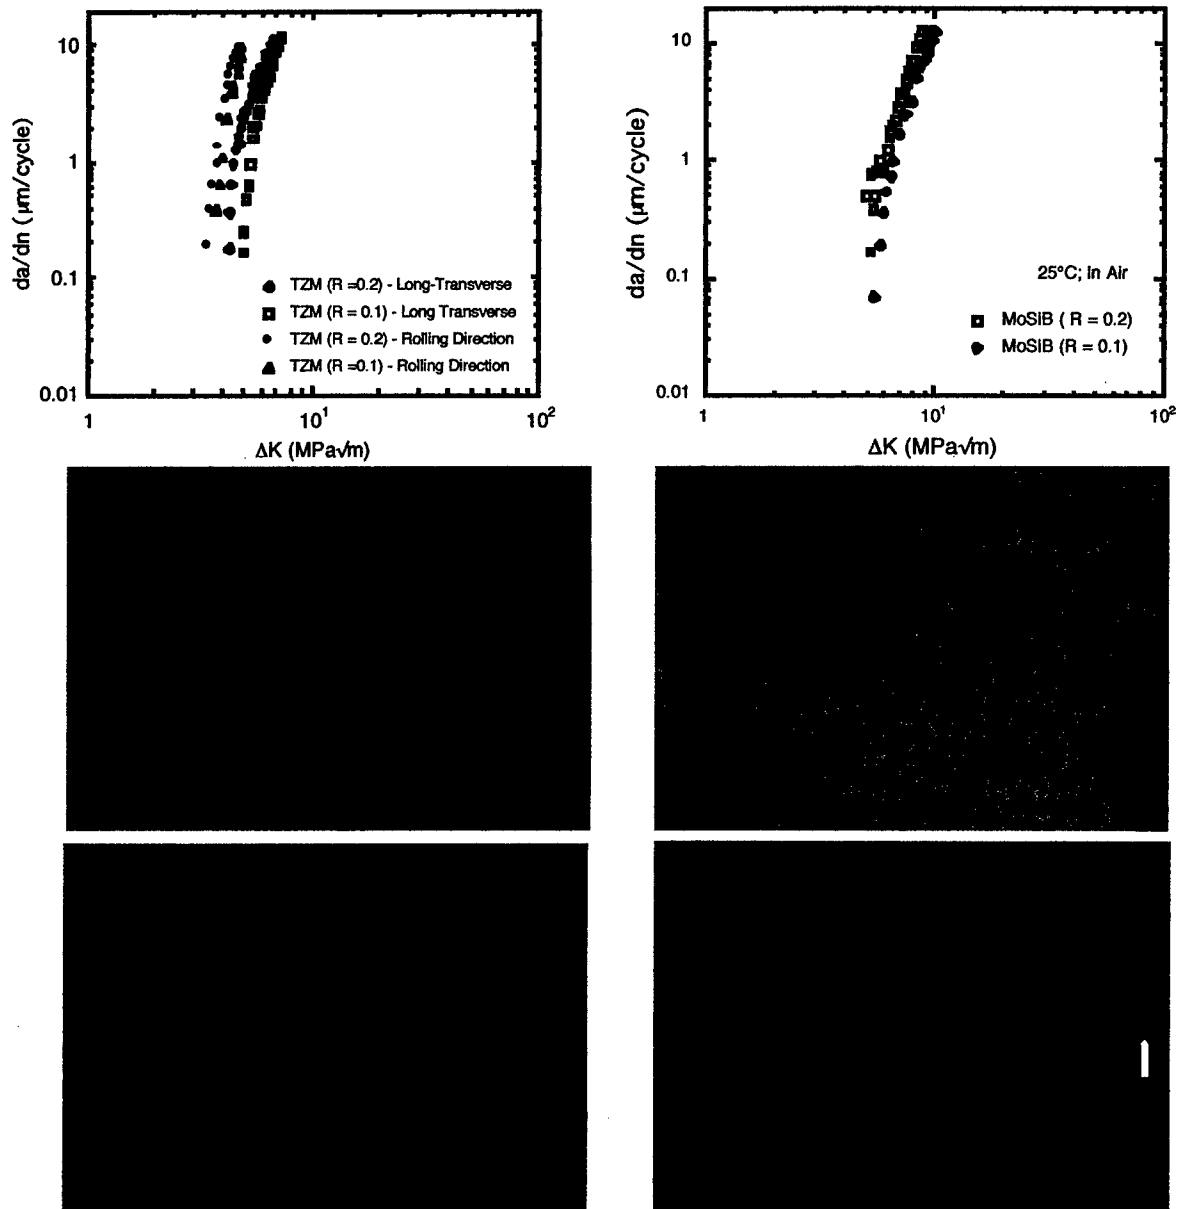 10
1
0.1
0.01
da/dn (μm/cycle)
TZM (R =0.2) - Long-Transverse
TZM (R = 0.1) - Long Transverse
TZM (R = 0.2) - Rolling Direction
TZM (R =0.1) - Rolling Direction
1
10¹
10²
ΔK (MPa√m)
10
1
0.1
0.01
da/dn (μm/cycle)
25°C; in Air
MoSiB ( R = 0.2)
MoSiB (R = 0.1)
1
10¹
10²
ΔK (MPa√m)